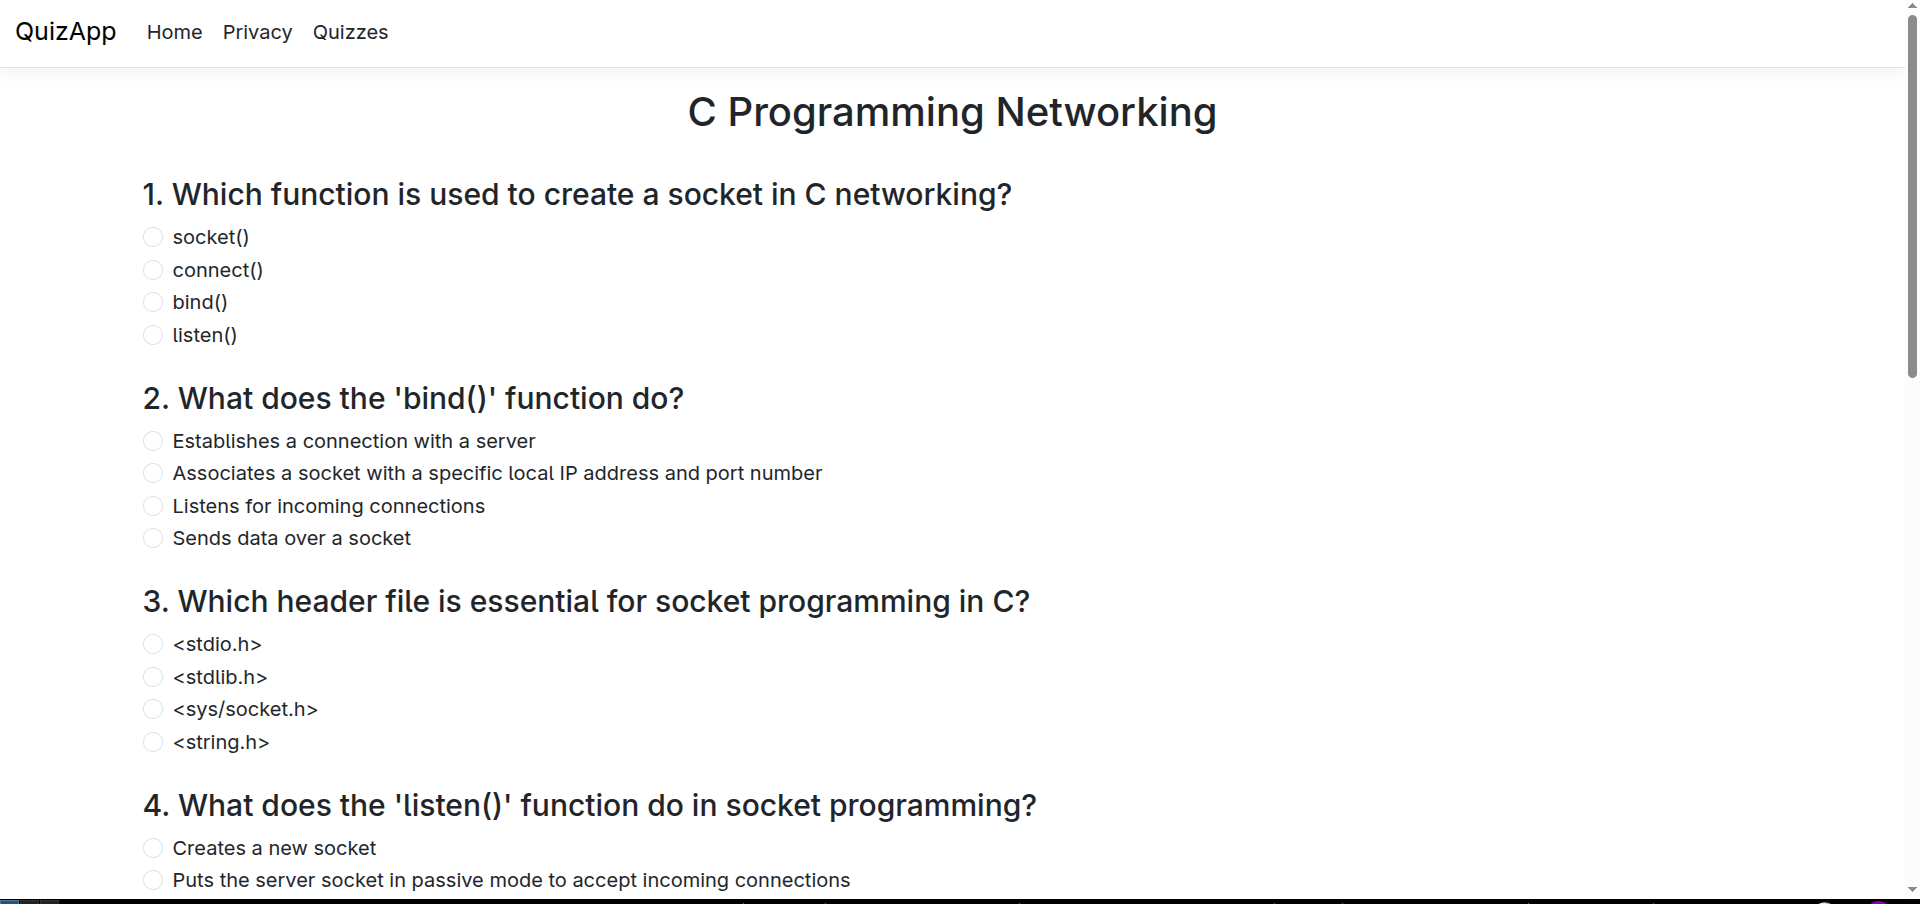 QuizApp Home Privacy Quizzes
C Programming Networking
1. Which function is used to create a socket in C networking?
socket()
connect()
bind()
listen()
2. What does the 'bind()' function do?
Establishes a connection with a server
Associates a socket with a specific local IP address and port number
Listens for incoming connections
Sends data over a socket
3. Which header file is essential for socket programming in C?
<stdio.h>
<stdlib.h>
<sys/socket.h>
<string.h>
4. What does the 'listen()' function do in socket programming?
Creates a new socket
Puts the server socket in passive mode to accept incoming connections